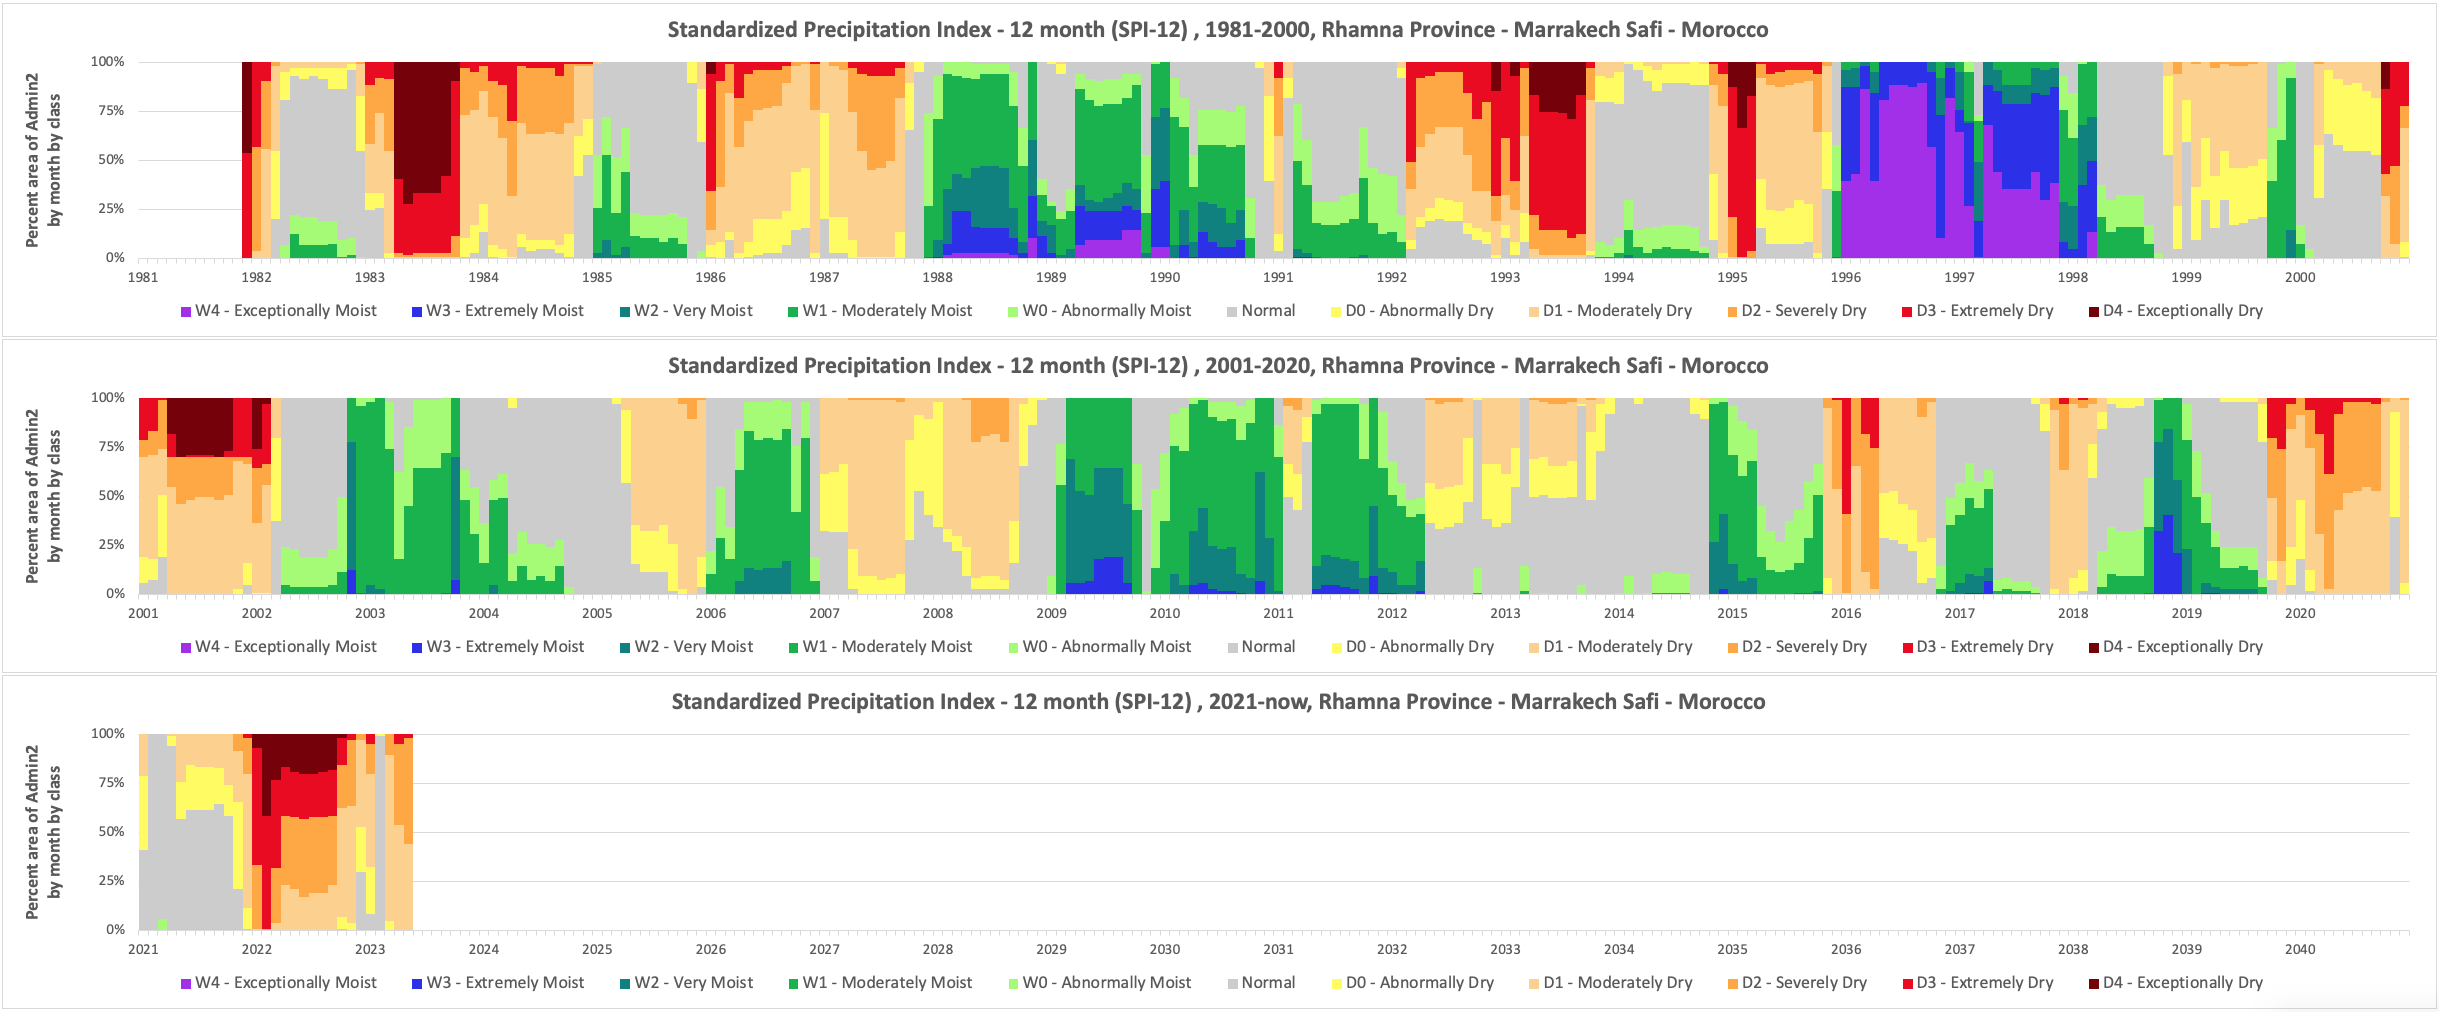 Standardized Precipitation Index - 12 month (SPI-12) , 1981-2000, Rhamna Province - Marrakech Safi - Morocco
Percent area of Admin2
by month by class
100%
75%
50%
25%
0%
1981 1982 1983 1984 1985 1986 1987 1988 1989 1990 1991 1992 1993 1994 1995 1996 1997 1998 1999 2000
W4 - Exceptionally Moist W3 - Extremely Moist W2 - Very Moist W1 - Moderately Moist W0 - Abnormally Moist Normal D0 - Abnormally Dry D1 - Moderately Dry D2 - Severely Dry D3 - Extremely Dry D4 - Exceptionally Dry
Standardized Precipitation Index - 12 month (SPI-12) , 2001-2020, Rhamna Province - Marrakech Safi - Morocco
Percent area of Admin2
by month by class
100%
75%
50%
25%
0%
2001 2002 2003 2004 2005 2006 2007 2008 2009 2010 2011 2012 2013 2014 2015 2016 2017 2018 2019 2020
W4 - Exceptionally Moist W3 - Extremely Moist W2 - Very Moist W1 - Moderately Moist W0 - Abnormally Moist Normal D0 - Abnormally Dry D1 - Moderately Dry D2 - Severely Dry D3 - Extremely Dry D4 - Exceptionally Dry
Standardized Precipitation Index - 12 month (SPI-12) , 2021-now, Rhamna Province - Marrakech Safi - Morocco
Percent area of Admin2
by month by class
100%
75%
50%
25%
0%
2021 2022 2023 2024 2025 2026 2027 2028 2029 2030 2031 2032 2033 2034 2035 2036 2037 2038 2039 2040
W4 - Exceptionally Moist W3 - Extremely Moist W2 - Very Moist W1 - Moderately Moist W0 - Abnormally Moist Normal D0 - Abnormally Dry D1 - Moderately Dry D2 - Severely Dry D3 - Extremely Dry D4 - Exceptionally Dry